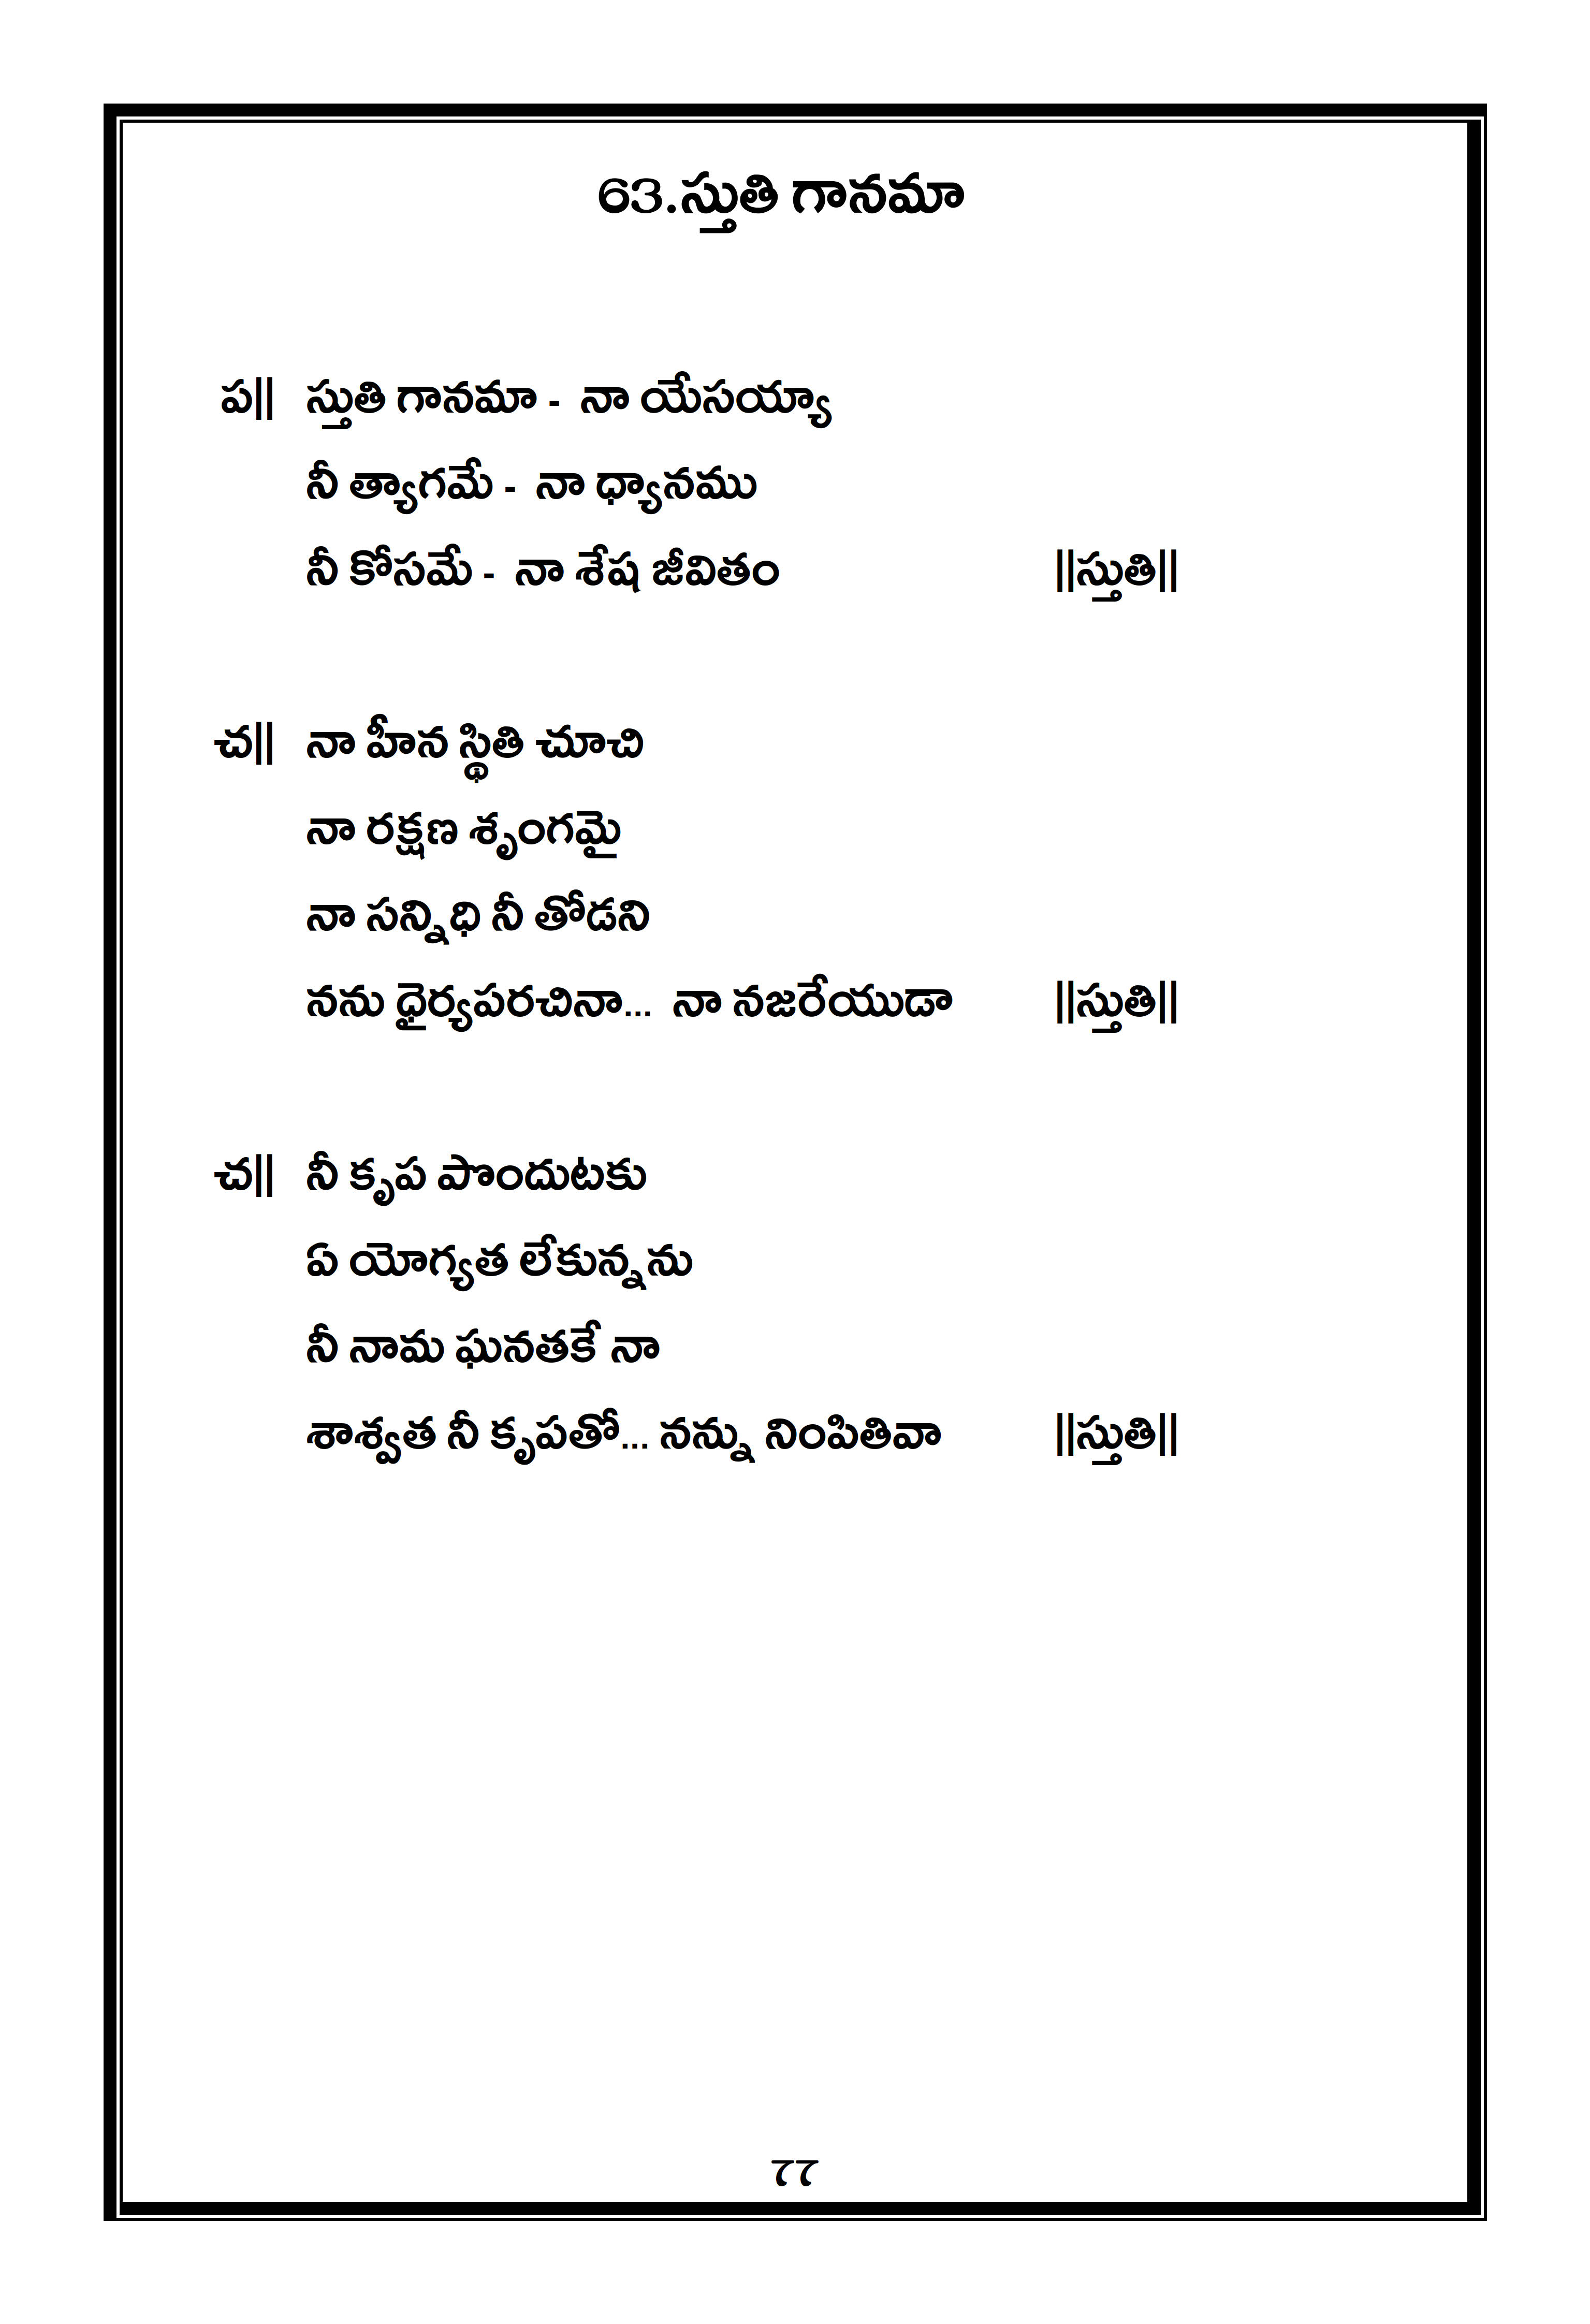 63.స్తుతి గానమా
ప|| స్తుతి గానమా - నా యేసయ్యా
నీ త్యాగమే - నా ధ్యానము
నీ కోసమే - నా శేష జీవితం ||స్తుతి||
చ|| నా హీన స్థితి చూచి
నా రక్షణ శృంగమై
నా సన్నిధి నీ తోడని
నను ధైర్యపరచినా... నా నజరేయుడా ||స్తుతి||
చ|| నీ కృప పొందుటకు
ఏ యోగ్యత లేకున్నను
నీ నామ ఘనతకే నా
శాశ్వత నీ కృపతో... నన్ను నింపితివా ||స్తుతి||
77